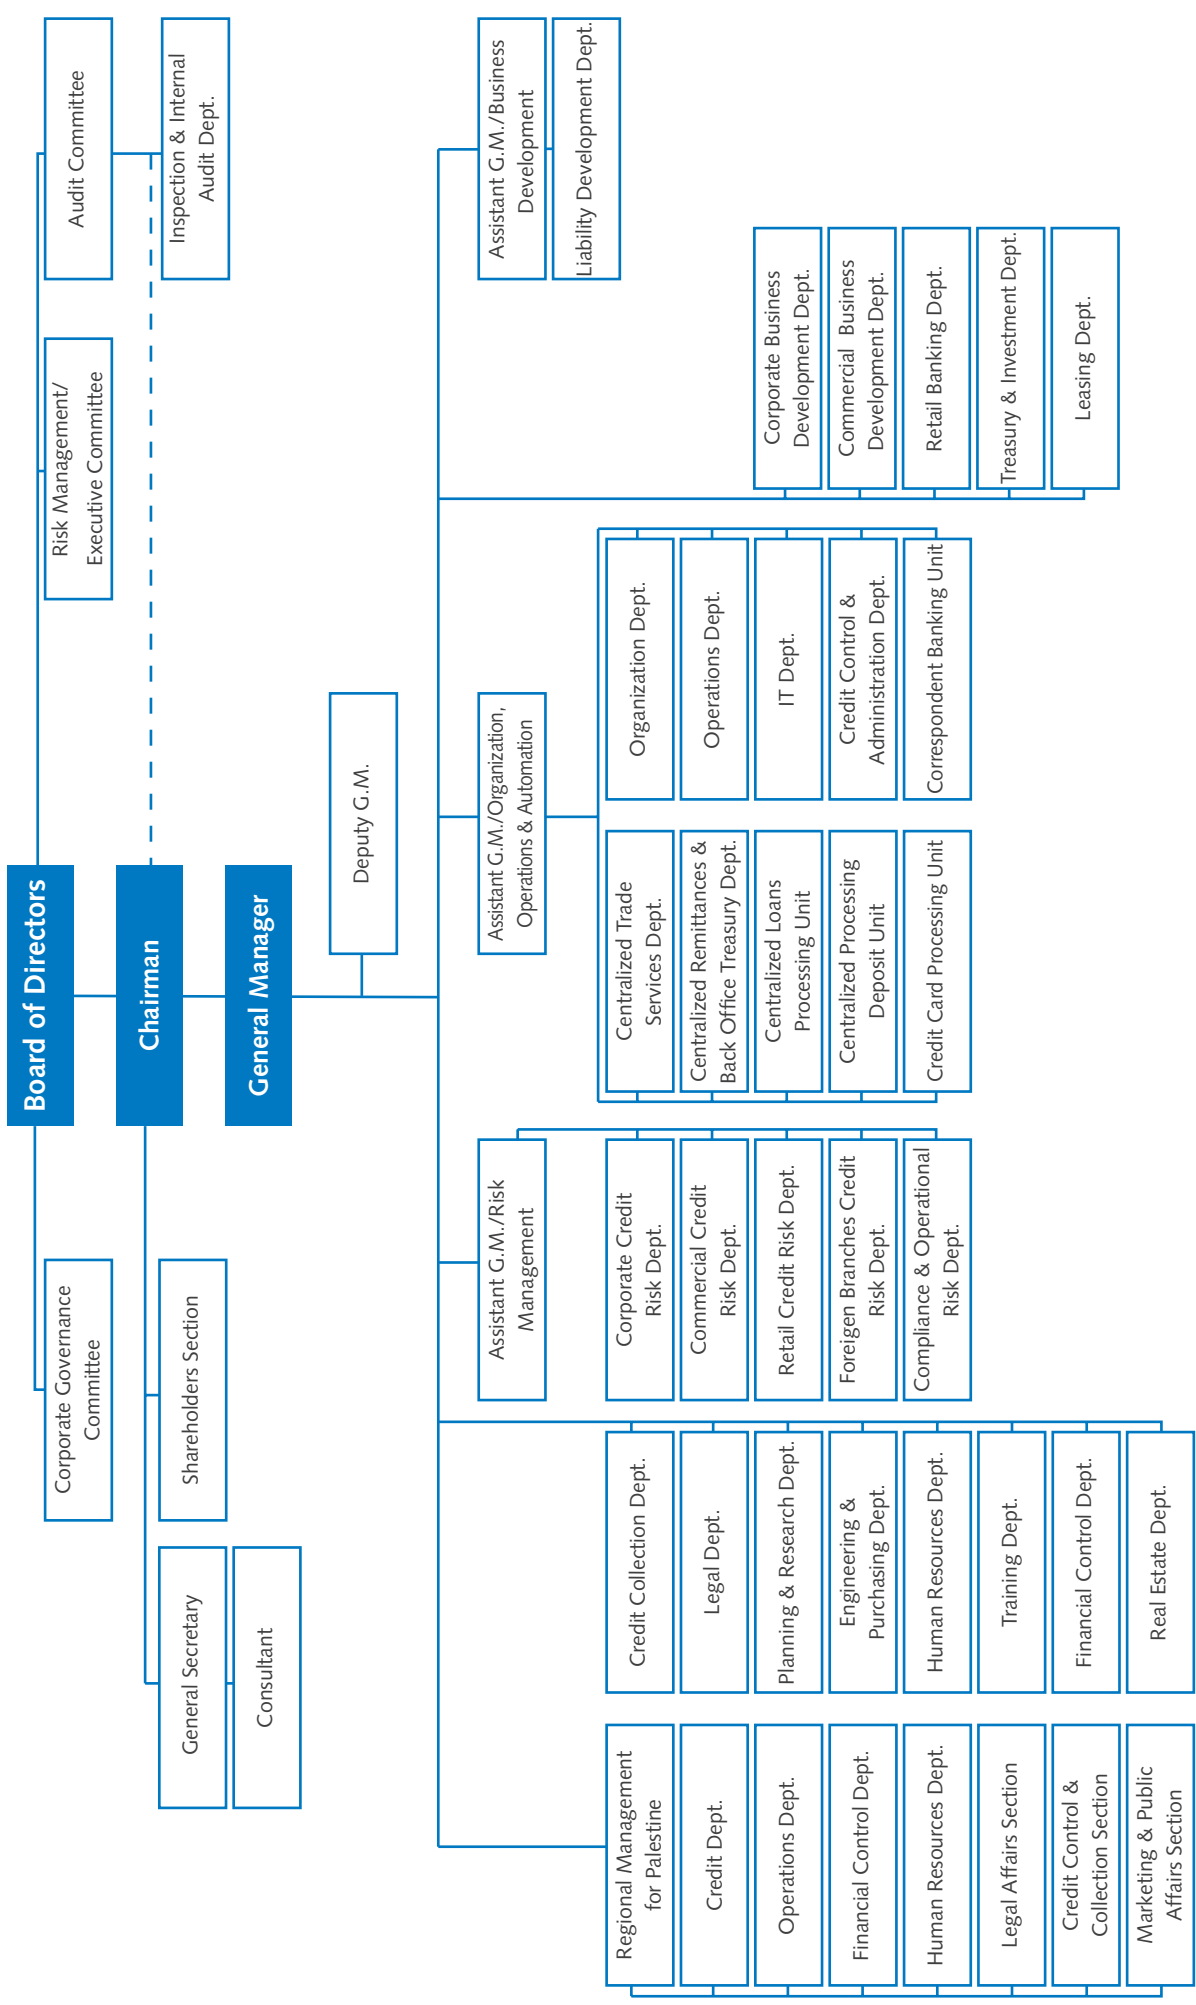 Board of Directors
Chairman
General Manager
Corporate Governance
Committee
Risk Management/
Executive Committee
Audit Committee
General Secretary
Consultant
Shareholders Section
Inspection & Internal
Audit Dept.
Deputy G.M.
Assistant G.M./Risk
Management
Assistant G.M./Organization,
Operations & Automation
Assistant G.M./Business
Development
Liability Development Dept.
Regional Management
for Palestine
Credit Dept.
Operations Dept.
Financial Control Dept.
Human Resources Dept.
Legal Affairs Section
Credit Control &
Collection Section
Marketing & Public
Affairs Section
Credit Collection Dept.
Legal Dept.
Planning & Research Dept.
Engineering &
Purchasing Dept.
Human Resources Dept.
Training Dept.
Financial Control Dept.
Real Estate Dept.
Corporate Credit
Risk Dept.
Commercial Credit
Risk Dept.
Retail Credit Risk Dept.
Foreigen Branches Credit
Risk Dept.
Compliance & Operational
Risk Dept.
Centralized Trade
Services Dept.
Centralized Remittances &
Back Office Treasury Dept.
Centralized Loans
Processing Unit
Centralized Processing
Deposit Unit
Credit Card Processing Unit
Organization Dept.
Operations Dept.
IT Dept.
Credit Control &
Administration Dept.
Correspondent Banking Unit
Corporate Business
Development Dept.
Commercial Business
Development Dept.
Retail Banking Dept.
Treasury & Investment Dept.
Leasing Dept.